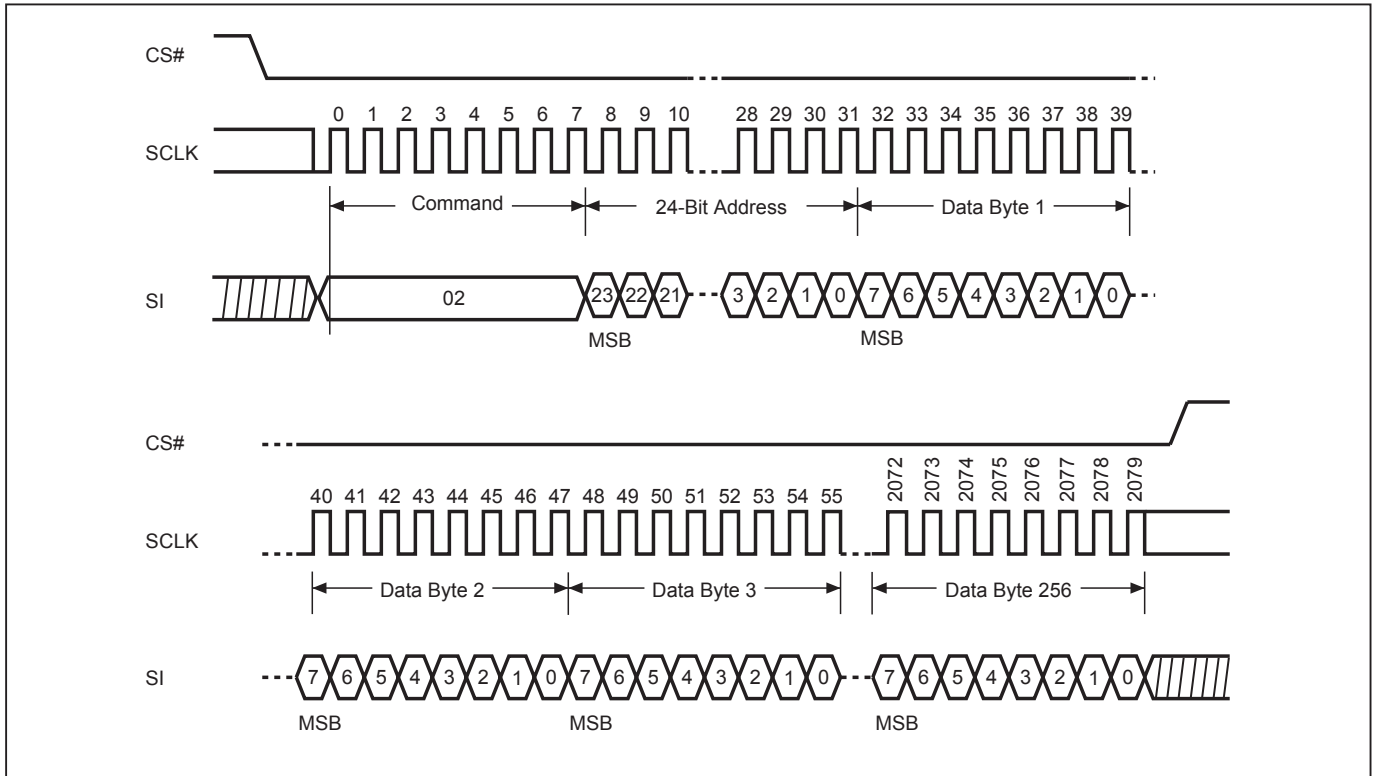 CS#
0 1 2 3 4 5 6 7 8 9 10 28 29 30 31 32 33 34 35 36 37 38 39
SCLK
Command 24-Bit Address Data Byte 1
SI 02 23 22 21 3 2 1 0 7 6 5 4 3 2 1 0
MSB MSB
CS#
2072 2073 2074 2075 2076 2077 2078 2079
40 41 42 43 44 45 46 47 48 49 50 51 52 53 54 55
SCLK
Data Byte 2 Data Byte 3 Data Byte 256
SI 7 6 5 4 3 2 1 0 7 6 5 4 3 2 1 0 7 6 5 4 3 2 1 0
MSB MSB MSB